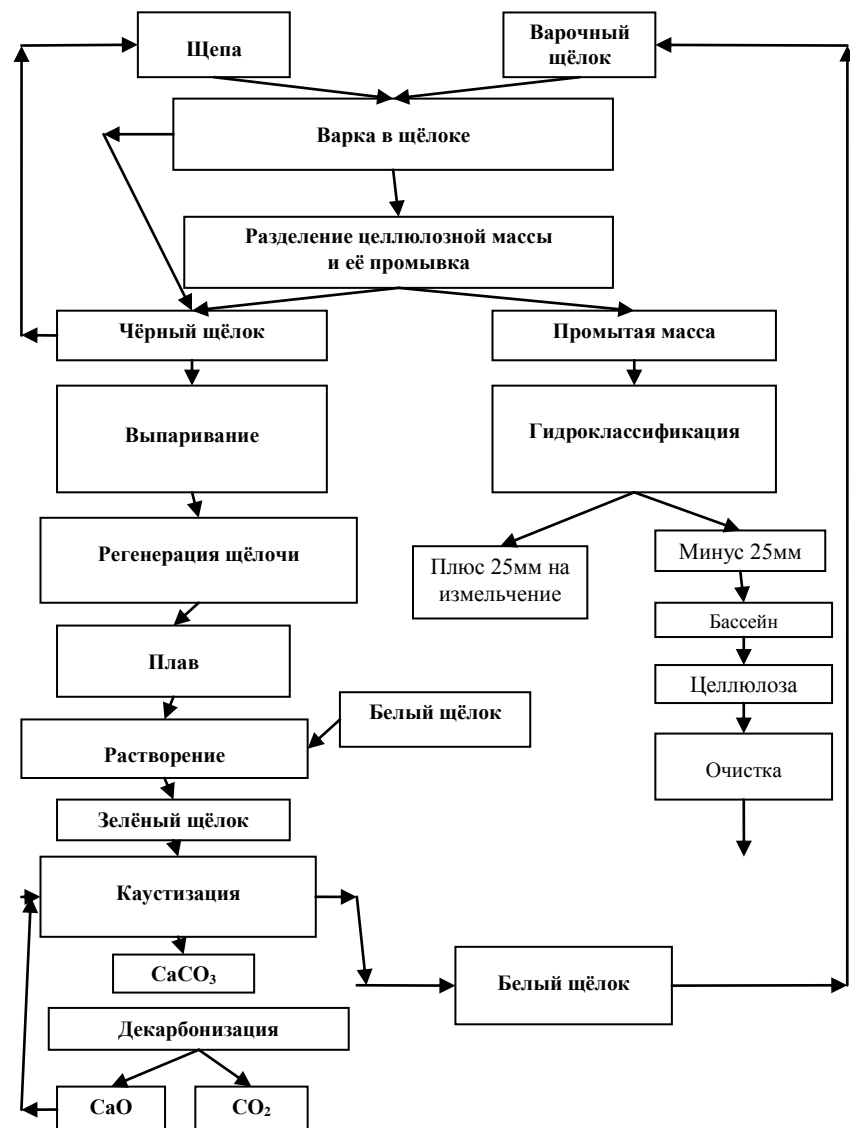 Щепа
Варочный
щёлок
Варка в щёлоке
Разделение целлюлозной массы
и её промывка
Чёрный щёлок
Промытая масса
Выпаривание
Гидроклассификация
Регенерация щёлочи
Плюс 25мм на
измельчение
Минус 25мм
Бассейн
Плав
Целлюлоза
Белый щёлок
Растворение
Очистка
Зелёный щёлок
Каустизация
CaCO₃
Белый щёлок
Декарбонизация
CaO
CO₂